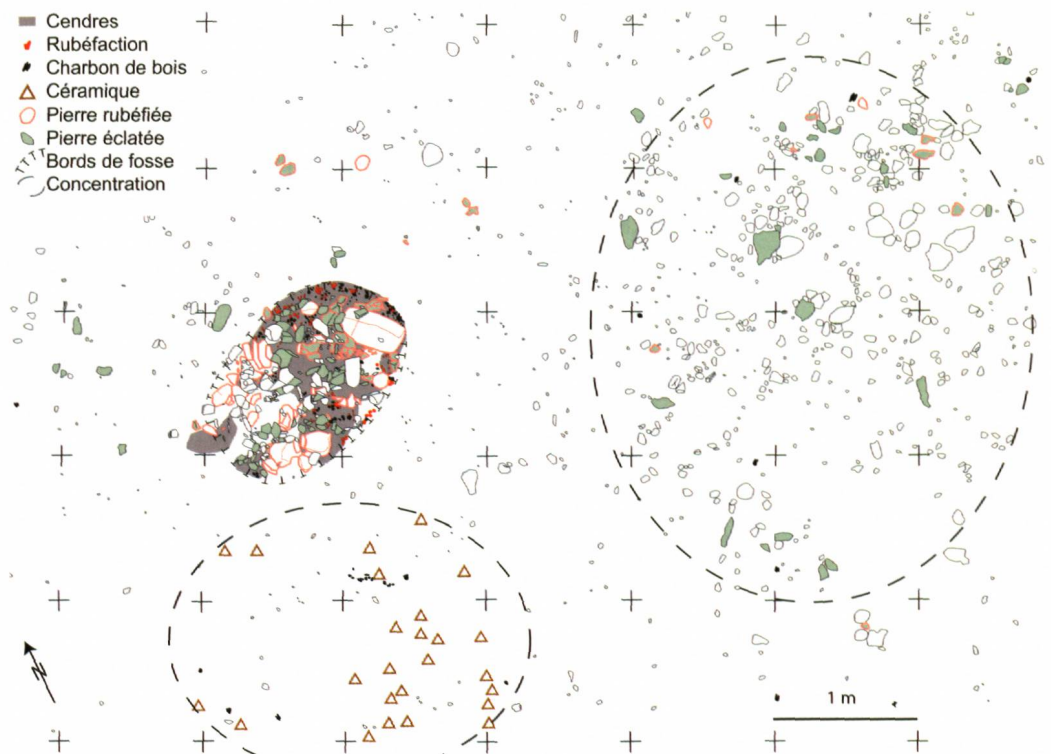 Cendres
Rubéfaction
Charbon de bois
Céramique
Pierre rubéfiée
Pierre éclatée
Bords de fosse
Concentration
N
1 m